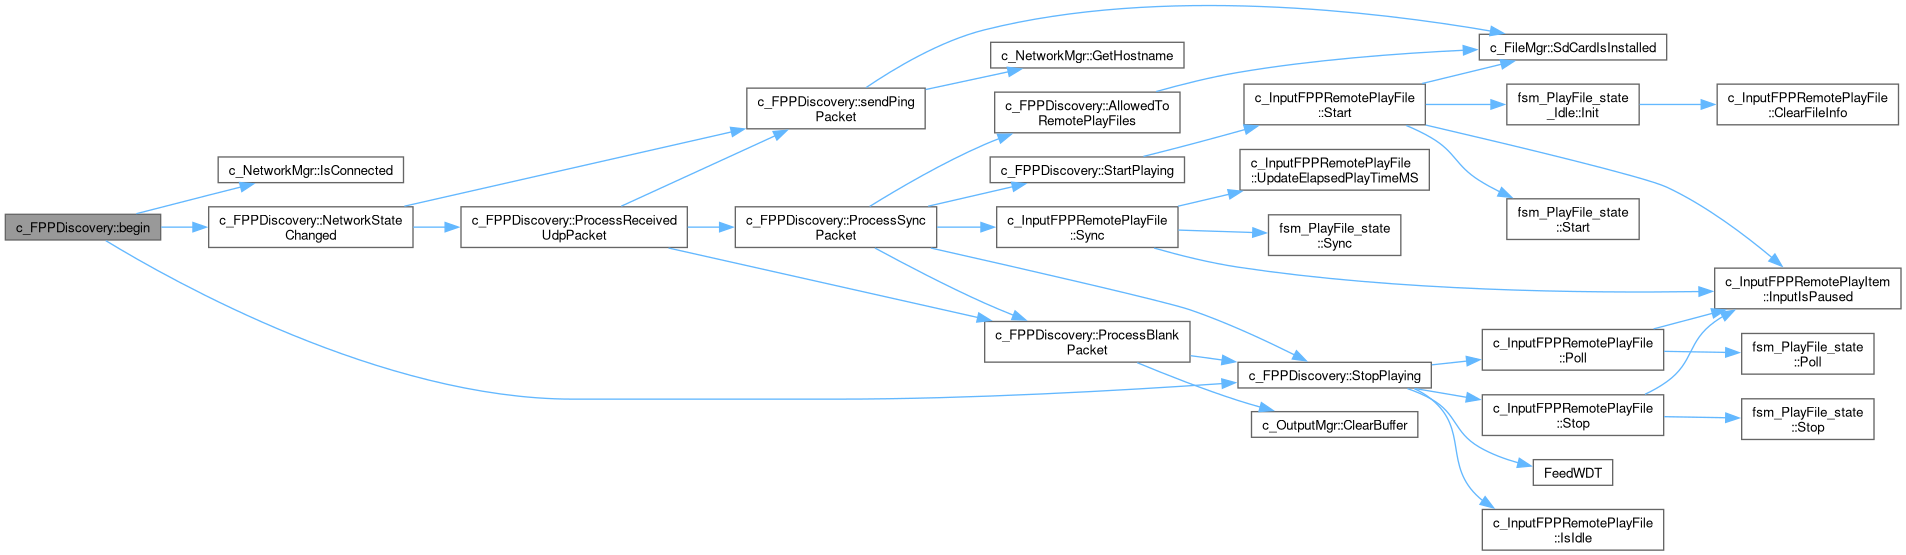 c_FPPDiscovery::begin
c_NetworkMgr::IsConnected
c_FPPDiscovery::NetworkState
Changed
c_FPPDiscovery::ProcessReceived
UdpPacket
c_FPPDiscovery::sendPing
Packet
c_FPPDiscovery::ProcessSync
Packet
c_NetworkMgr::GetHostname
c_FPPDiscovery::AllowedTo
RemotePlayFiles
c_FPPDiscovery::StartPlaying
c_InputFPPRemotePlayFile
::Sync
c_FPPDiscovery::ProcessBlank
Packet
c_InputFPPRemotePlayFile
::Start
c_InputFPPRemotePlayFile
::UpdateElapsedPlayTimeMS
fsm_PlayFile_state
::Sync
c_FPPDiscovery::StopPlaying
c_OutputMgr::ClearBuffer
c_FileMgr::SdCardIsInstalled
fsm_PlayFile_state
_Idle::Init
fsm_PlayFile_state
::Start
c_InputFPPRemotePlayFile
::Poll
c_InputFPPRemotePlayFile
::Stop
FeedWDT
c_InputFPPRemotePlayFile
::IsIdle
c_InputFPPRemotePlayFile
::ClearFileInfo
c_InputFPPRemotePlayItem
::InputIsPaused
fsm_PlayFile_state
::Poll
fsm_PlayFile_state
::Stop